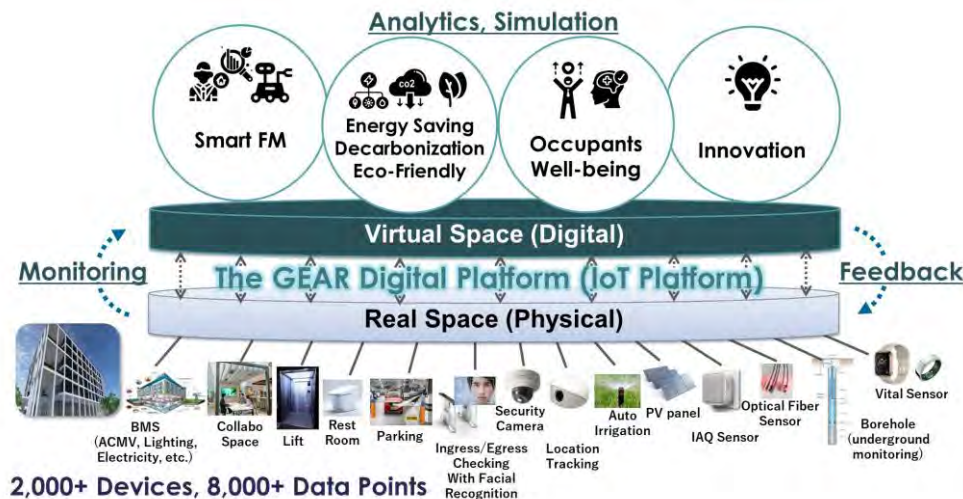 Analytics, Simulation
co2
Smart FM
Energy Saving
Decarbonization
Eco-Friendly
Occupants
Well-being
Innovation
Virtual Space (Digital)
Monitoring
The GEAR Digital Platform (IoT Platform)
Feedback
Real Space (Physical)
BMS
(ACMV, Lighting,
Electricity, etc.)
Collabo
Space
Lift
Rest
Room
Parking
Ingress/Egress
Checking
With Facial
Recognition
Security
Camera
Location
Tracking
Auto
Irrigation
PV panel
IAQ Sensor
Optical Fiber
Sensor
Borehole
(underground
monitoring)
Vital Sensor
2,000+ Devices, 8,000+ Data Points